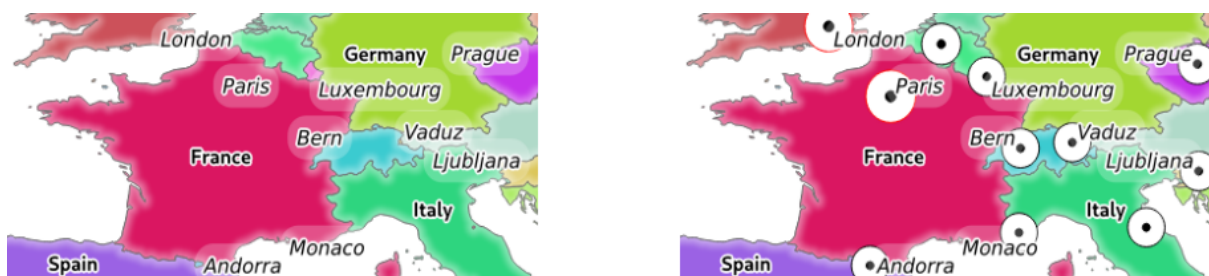 London
Germany
Prague
Paris
Luxembourg
Bern
Vaduz
France
Ljubljana
Italy
Monaco
Spain
Andorra
London
Germany
Prague
Paris
Luxembourg
Bern
Vaduz
France
Ljubljana
Italy
Monaco
Spain
Andorra